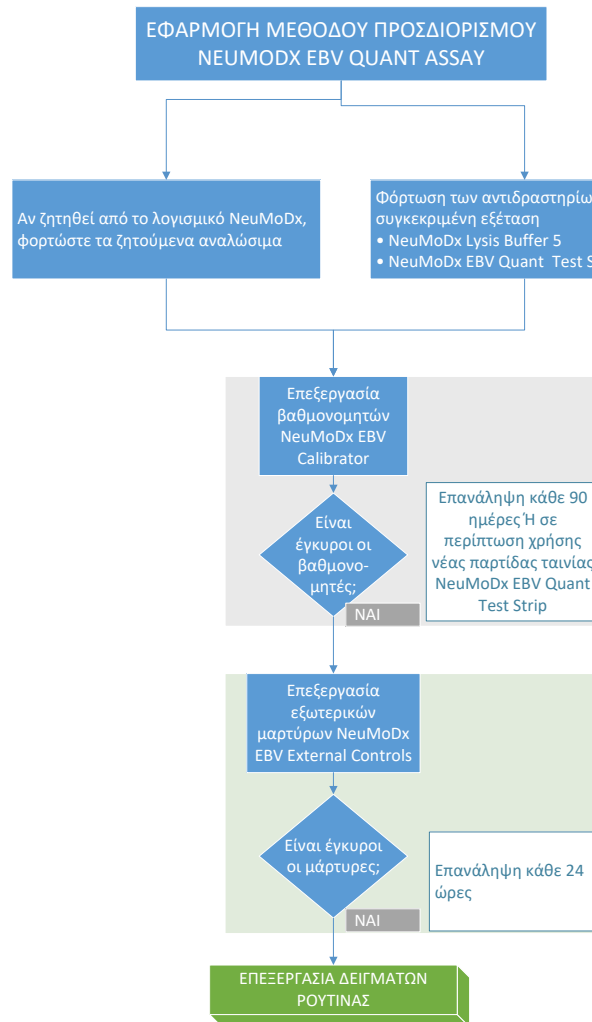 ΕΦΑΡΜΟΓΗ ΜΕΘΟΔΟΥ ΠΡΟΣΔΙΟΡΙΣΜΟΥ
NEUMODX EBV QUANT ASSAY
Αν ζητηθεί από το λογισμικό NeuMoDx,
φορτώστε τα ζητούμενα αναλώσιμα
Φόρτωση των αντιδραστηρίω
συγκεκριμένη εξέταση
• NeuMoDx Lysis Buffer 5
• NeuMoDx EBV Quant Test S
Επεξεργασία
βαθμονομητών
NeuMoDx EBV
Calibrator
Είναι
έγκυροι οι
βαθμονο-
μητές;
Επανάληψη κάθε 90
ημέρες Ή σε
περίπτωση χρήσης
νέας παρτίδας ταινίας
NeuMoDx EBV Quant
Test Strip
ΝΑΙ
Επεξεργασία
εξωτερικών
μαρτύρων NeuMoDx
EBV External Controls
Είναι έγκυροι
οι μάρτυρες;
Επανάληψη κάθε 24
ώρες
ΝΑΙ
ΕΠΕΞΕΡΓΑΣΙΑ ΔΕΙΓΜΑΤΩΝ
ΡΟΥΤΙΝΑΣ